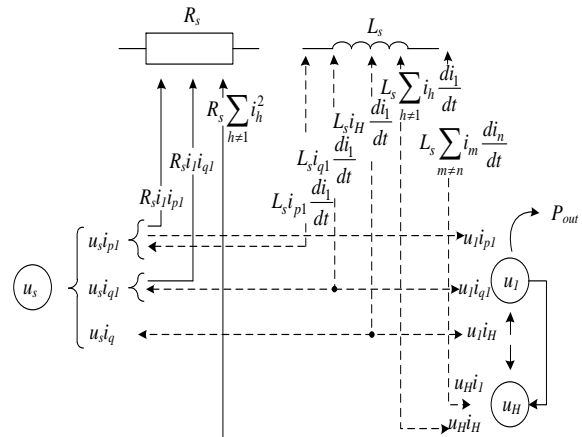 R_s
L_s
R_s i_1 i_{p1}
R_s i_1 i_{q1}
R_s \sum_{h≠1} i_h^2
L_s i_{p1} \frac{di_1}{dt}
L_s i_{q1} \frac{di_1}{dt}
L_s i_H \frac{di_1}{dt}
L_s \sum_{h≠1} i_h \frac{di_1}{dt}
L_s \sum_{m≠n} i_m \frac{di_n}{dt}
P_{out}
u_s
u_s i_{p1}
u_s i_{q1}
u_s i_q
u_1 i_{p1}
u_1 i_{q1}
u_1 i_H
u_H i_1
u_H i_H
u_1
u_H